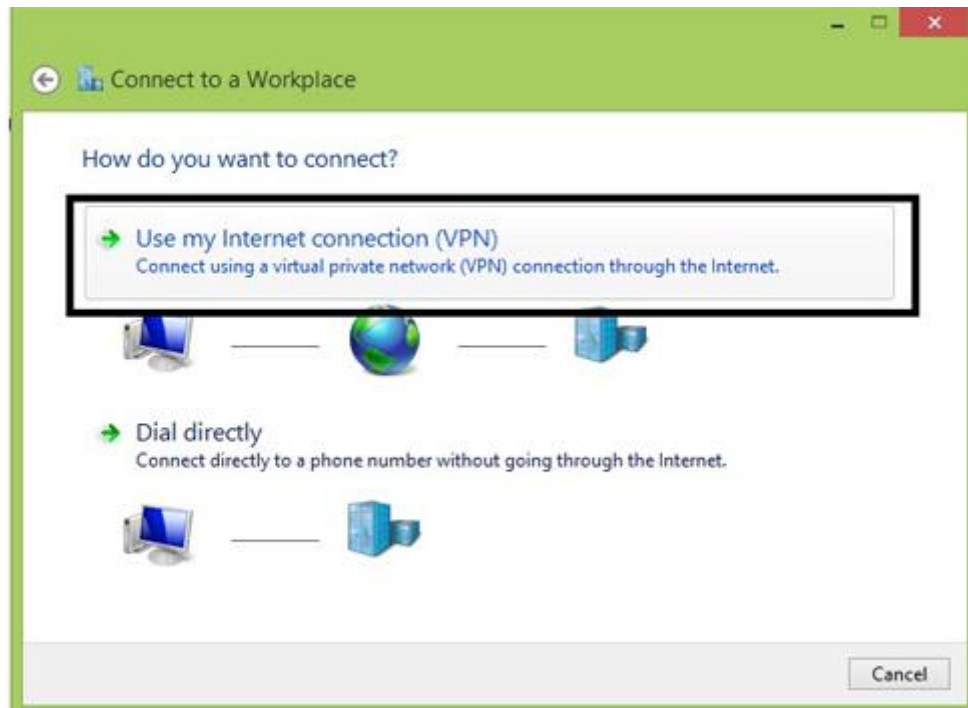 Connect to a Workplace
How do you want to connect?
Use my Internet connection (VPN)
Connect using a virtual private network (VPN) connection through the Internet.
Dial directly
Connect directly to a phone number without going through the Internet.
Cancel